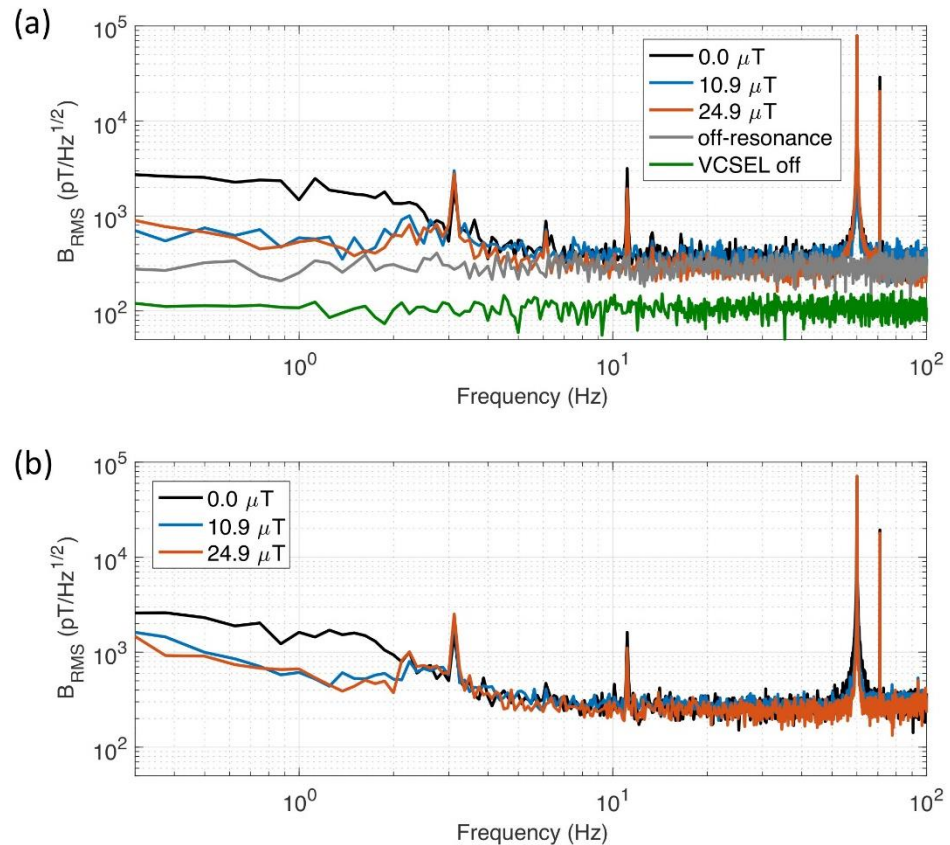 (a)
10^5
10^4
10^3
10^2
B_RMS (pT/Hz^1/2)
0.0 μT
10.9 μT
24.9 μT
off-resonance
VCSEL off
10^0
10^1
10^2
Frequency (Hz)
(b)
10^5
10^4
10^3
10^2
B_RMS (pT/Hz^1/2)
0.0 μT
10.9 μT
24.9 μT
10^0
10^1
10^2
Frequency (Hz)